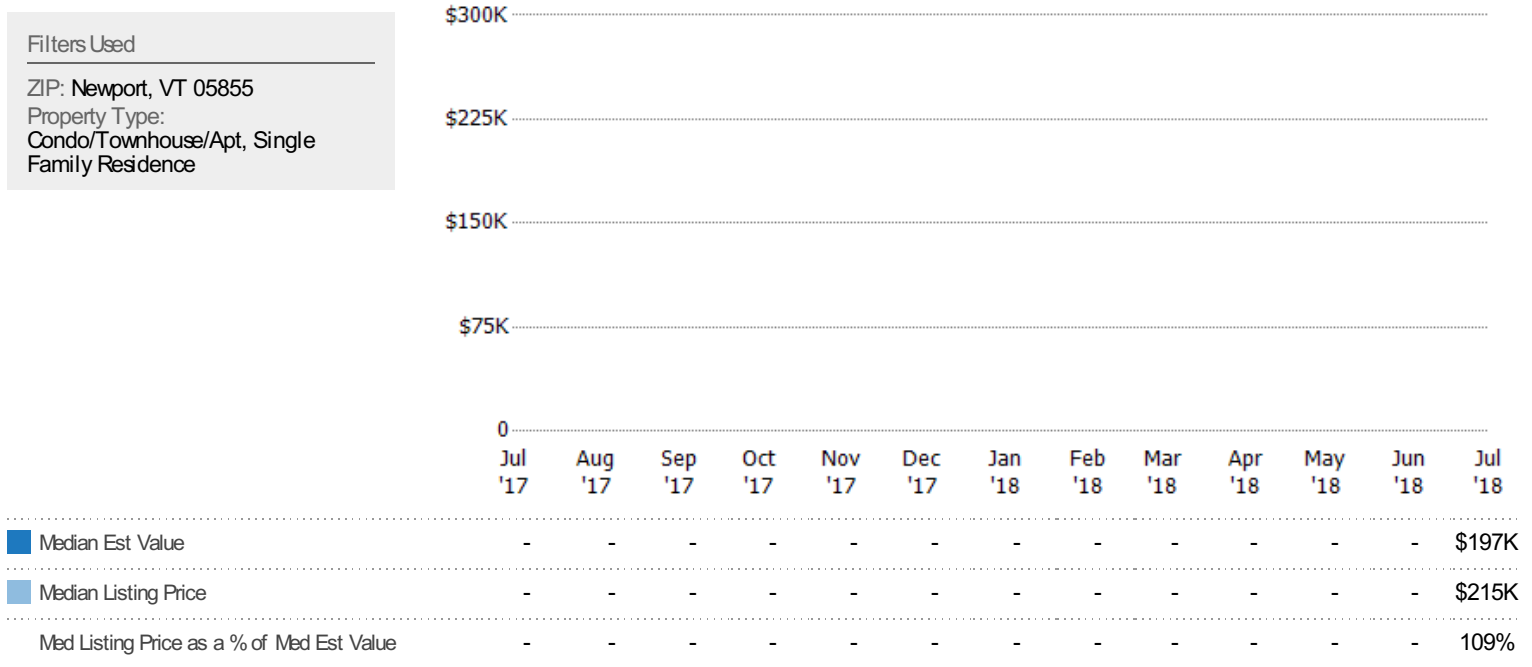 Filters Used
ZIP: Newport, VT 05855
Property Type:
Condo/Townhouse/Apt, Single
Family Residence
$300K
$225K
$150K
$75K
0
Jul Aug Sep Oct Nov Dec Jan Feb Mar Apr May Jun Jul
'17 '17 '17 '17 '17 '17 '18 '18 '18 '18 '18 '18 '18
Median Est Value - - - - - - - - - - - - $197K
Median Listing Price - - - - - - - - - - - - $215K
Med Listing Price as a % of Med Est Value - - - - - - - - - - - - 109%